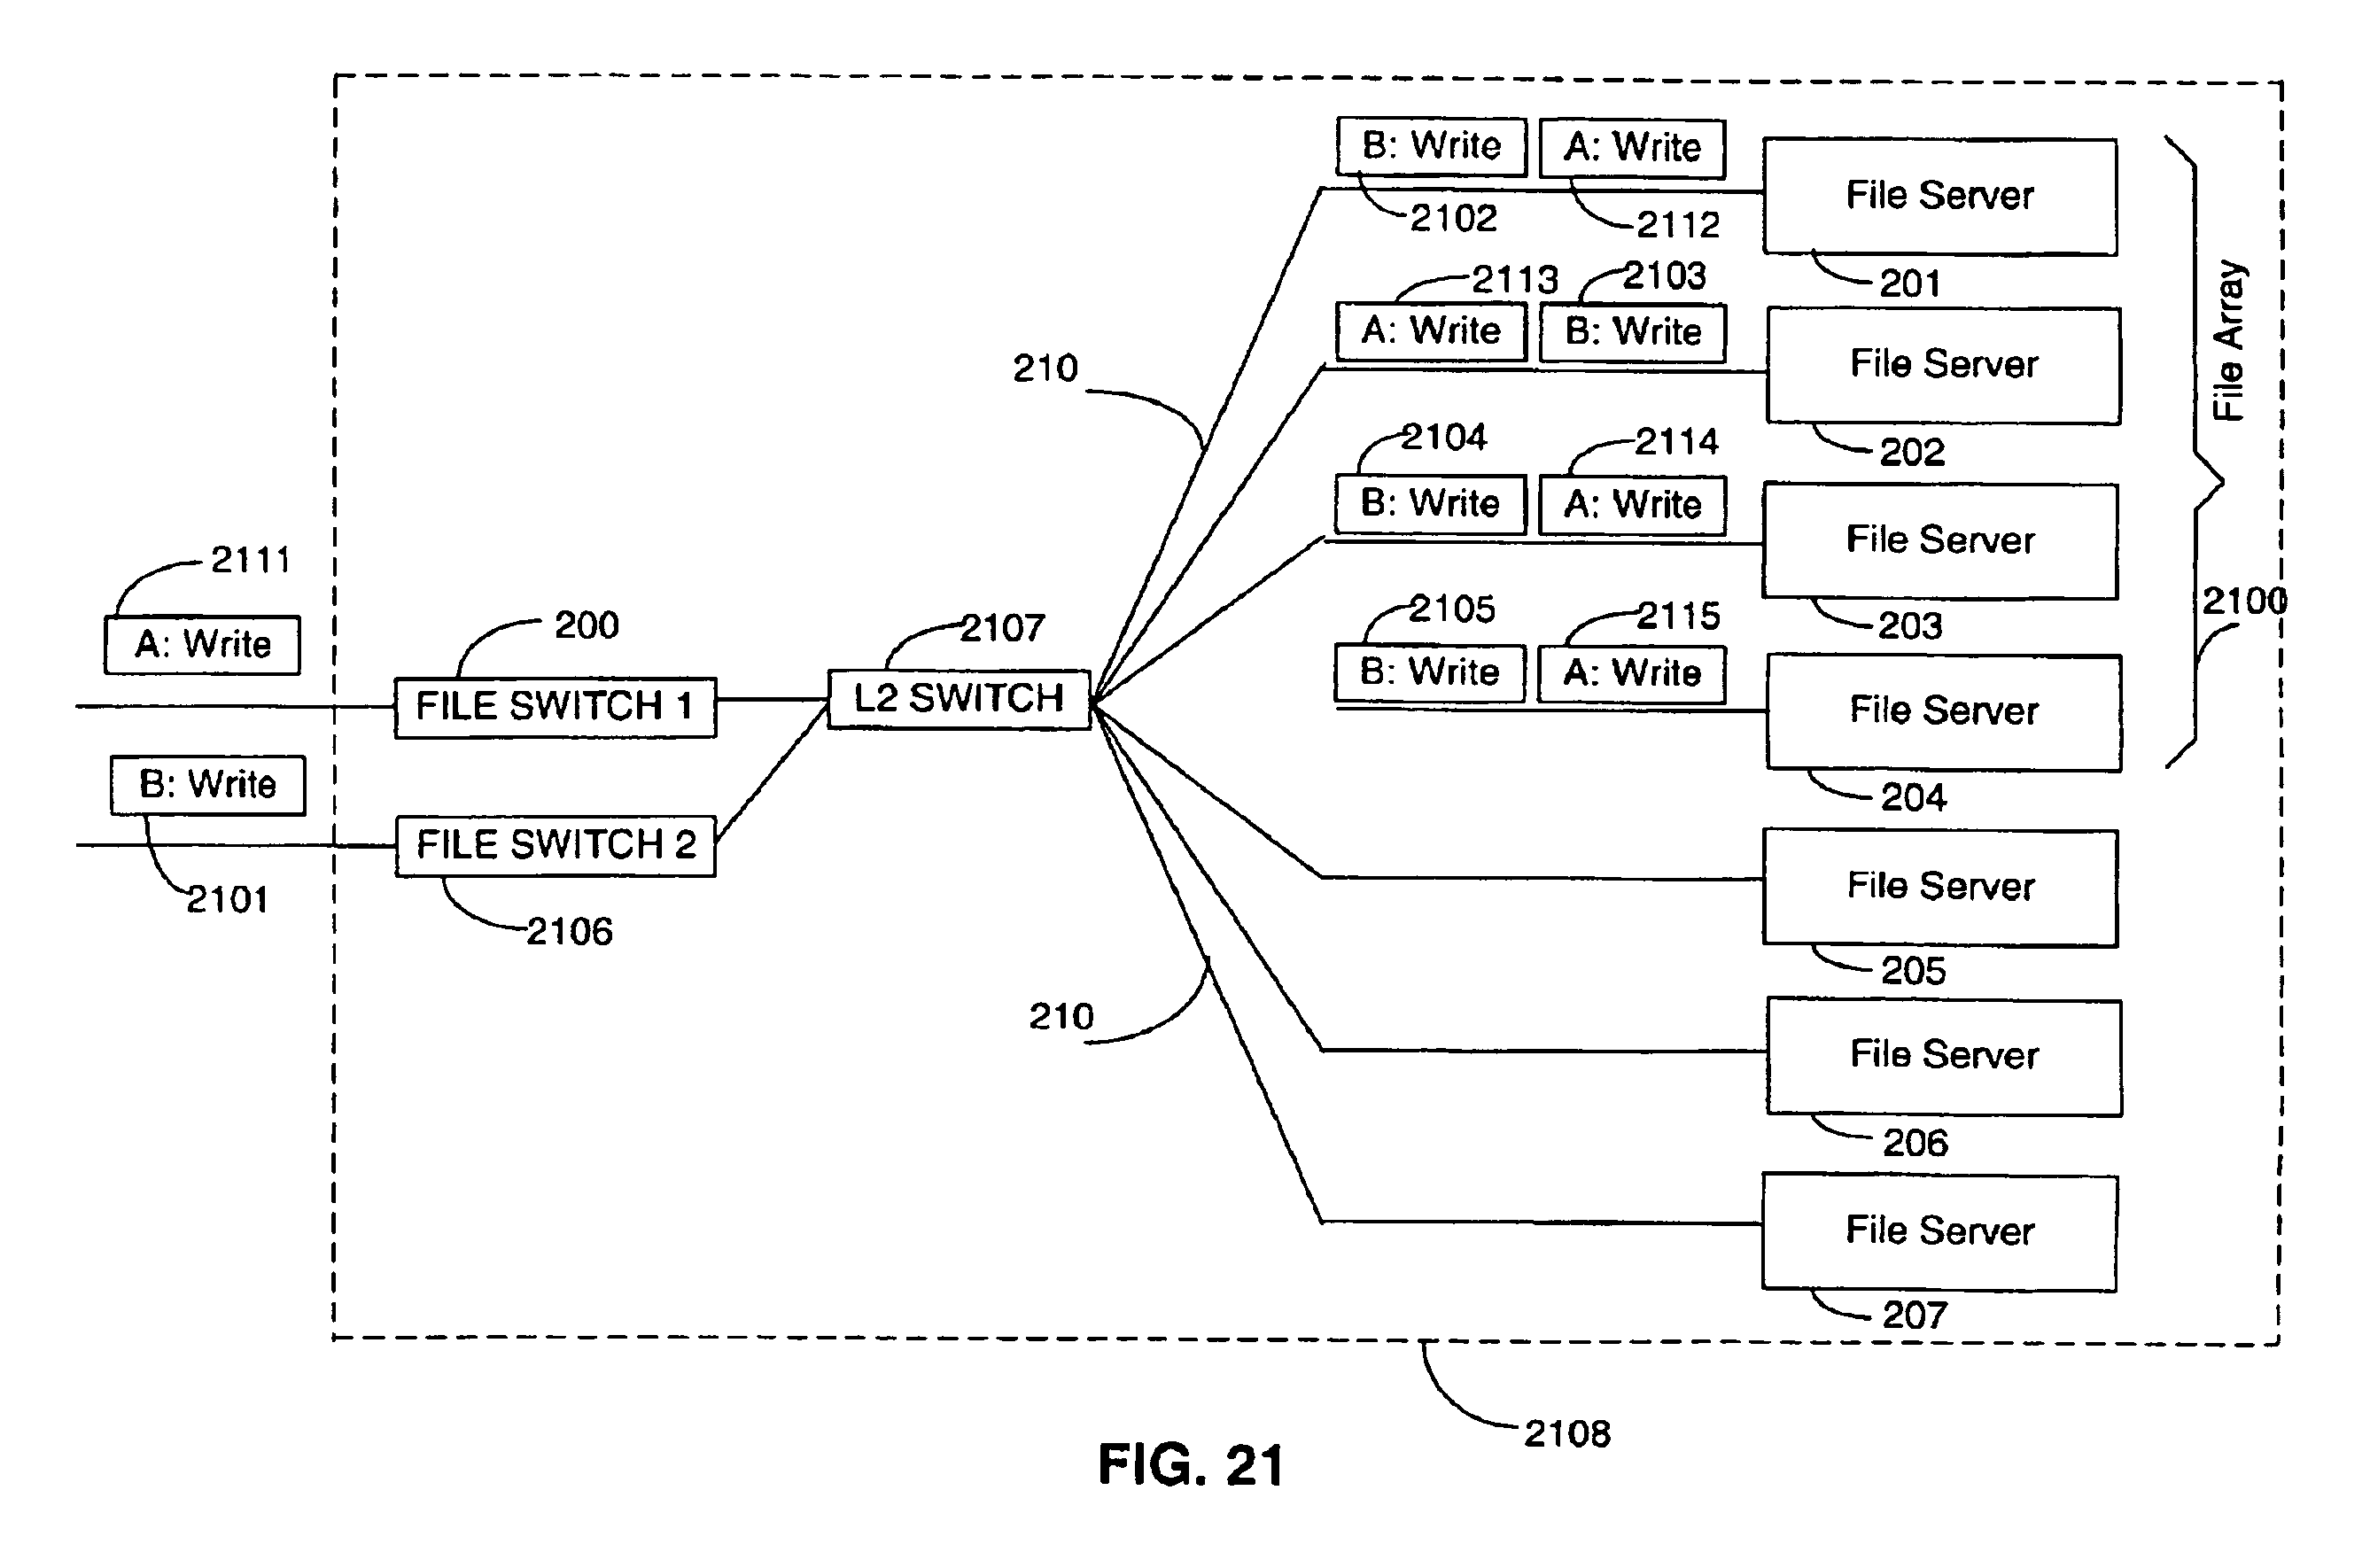 B: Write
A: Write
File Server
2102
2112
201
2113
2103
A: Write
B: Write
File Server
202
File Array
210
2104
2114
B: Write
A: Write
File Server
203
2100
2111
A: Write
200
FILE SWITCH 1
2107
L2 SWITCH
2105
2115
B: Write
A: Write
File Server
204
B: Write
2101
FILE SWITCH 2
2106
File Server
205
210
File Server
206
File Server
207
2108
FIG. 21